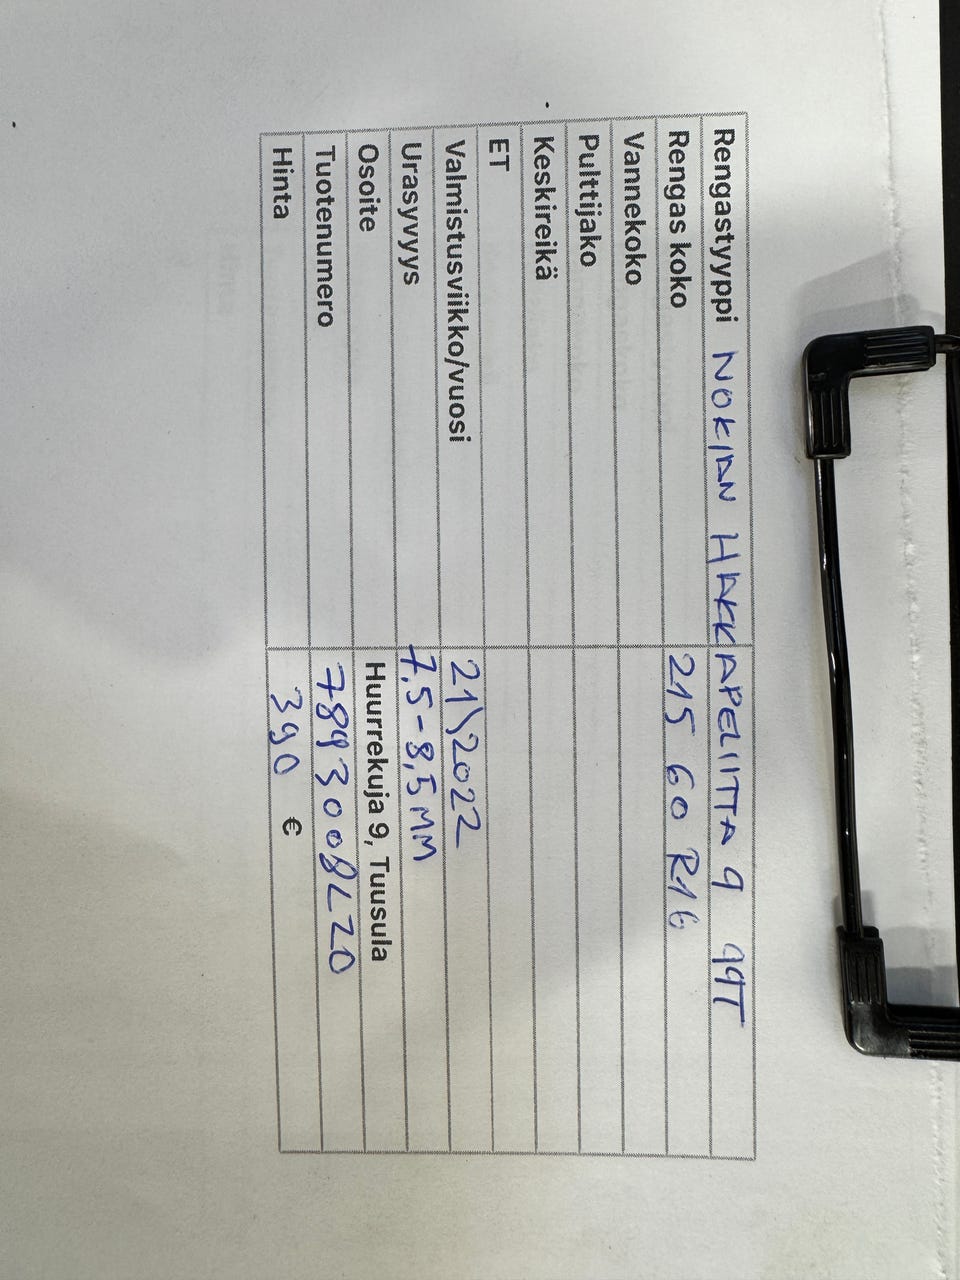 Rengastyyppi NOKIAN HAKKAPELIITTA 9 99T
Rengas koko 215 60 R16
Vannekoko
Pulttijako
Keskireikä
ET
Valmistusviikko/vuosi 21\2022
Urasyvyys 7,5-8,5MM
Osoite Huurrekuja 9, Tuusula
Tuotenumero
Hinta 390 €